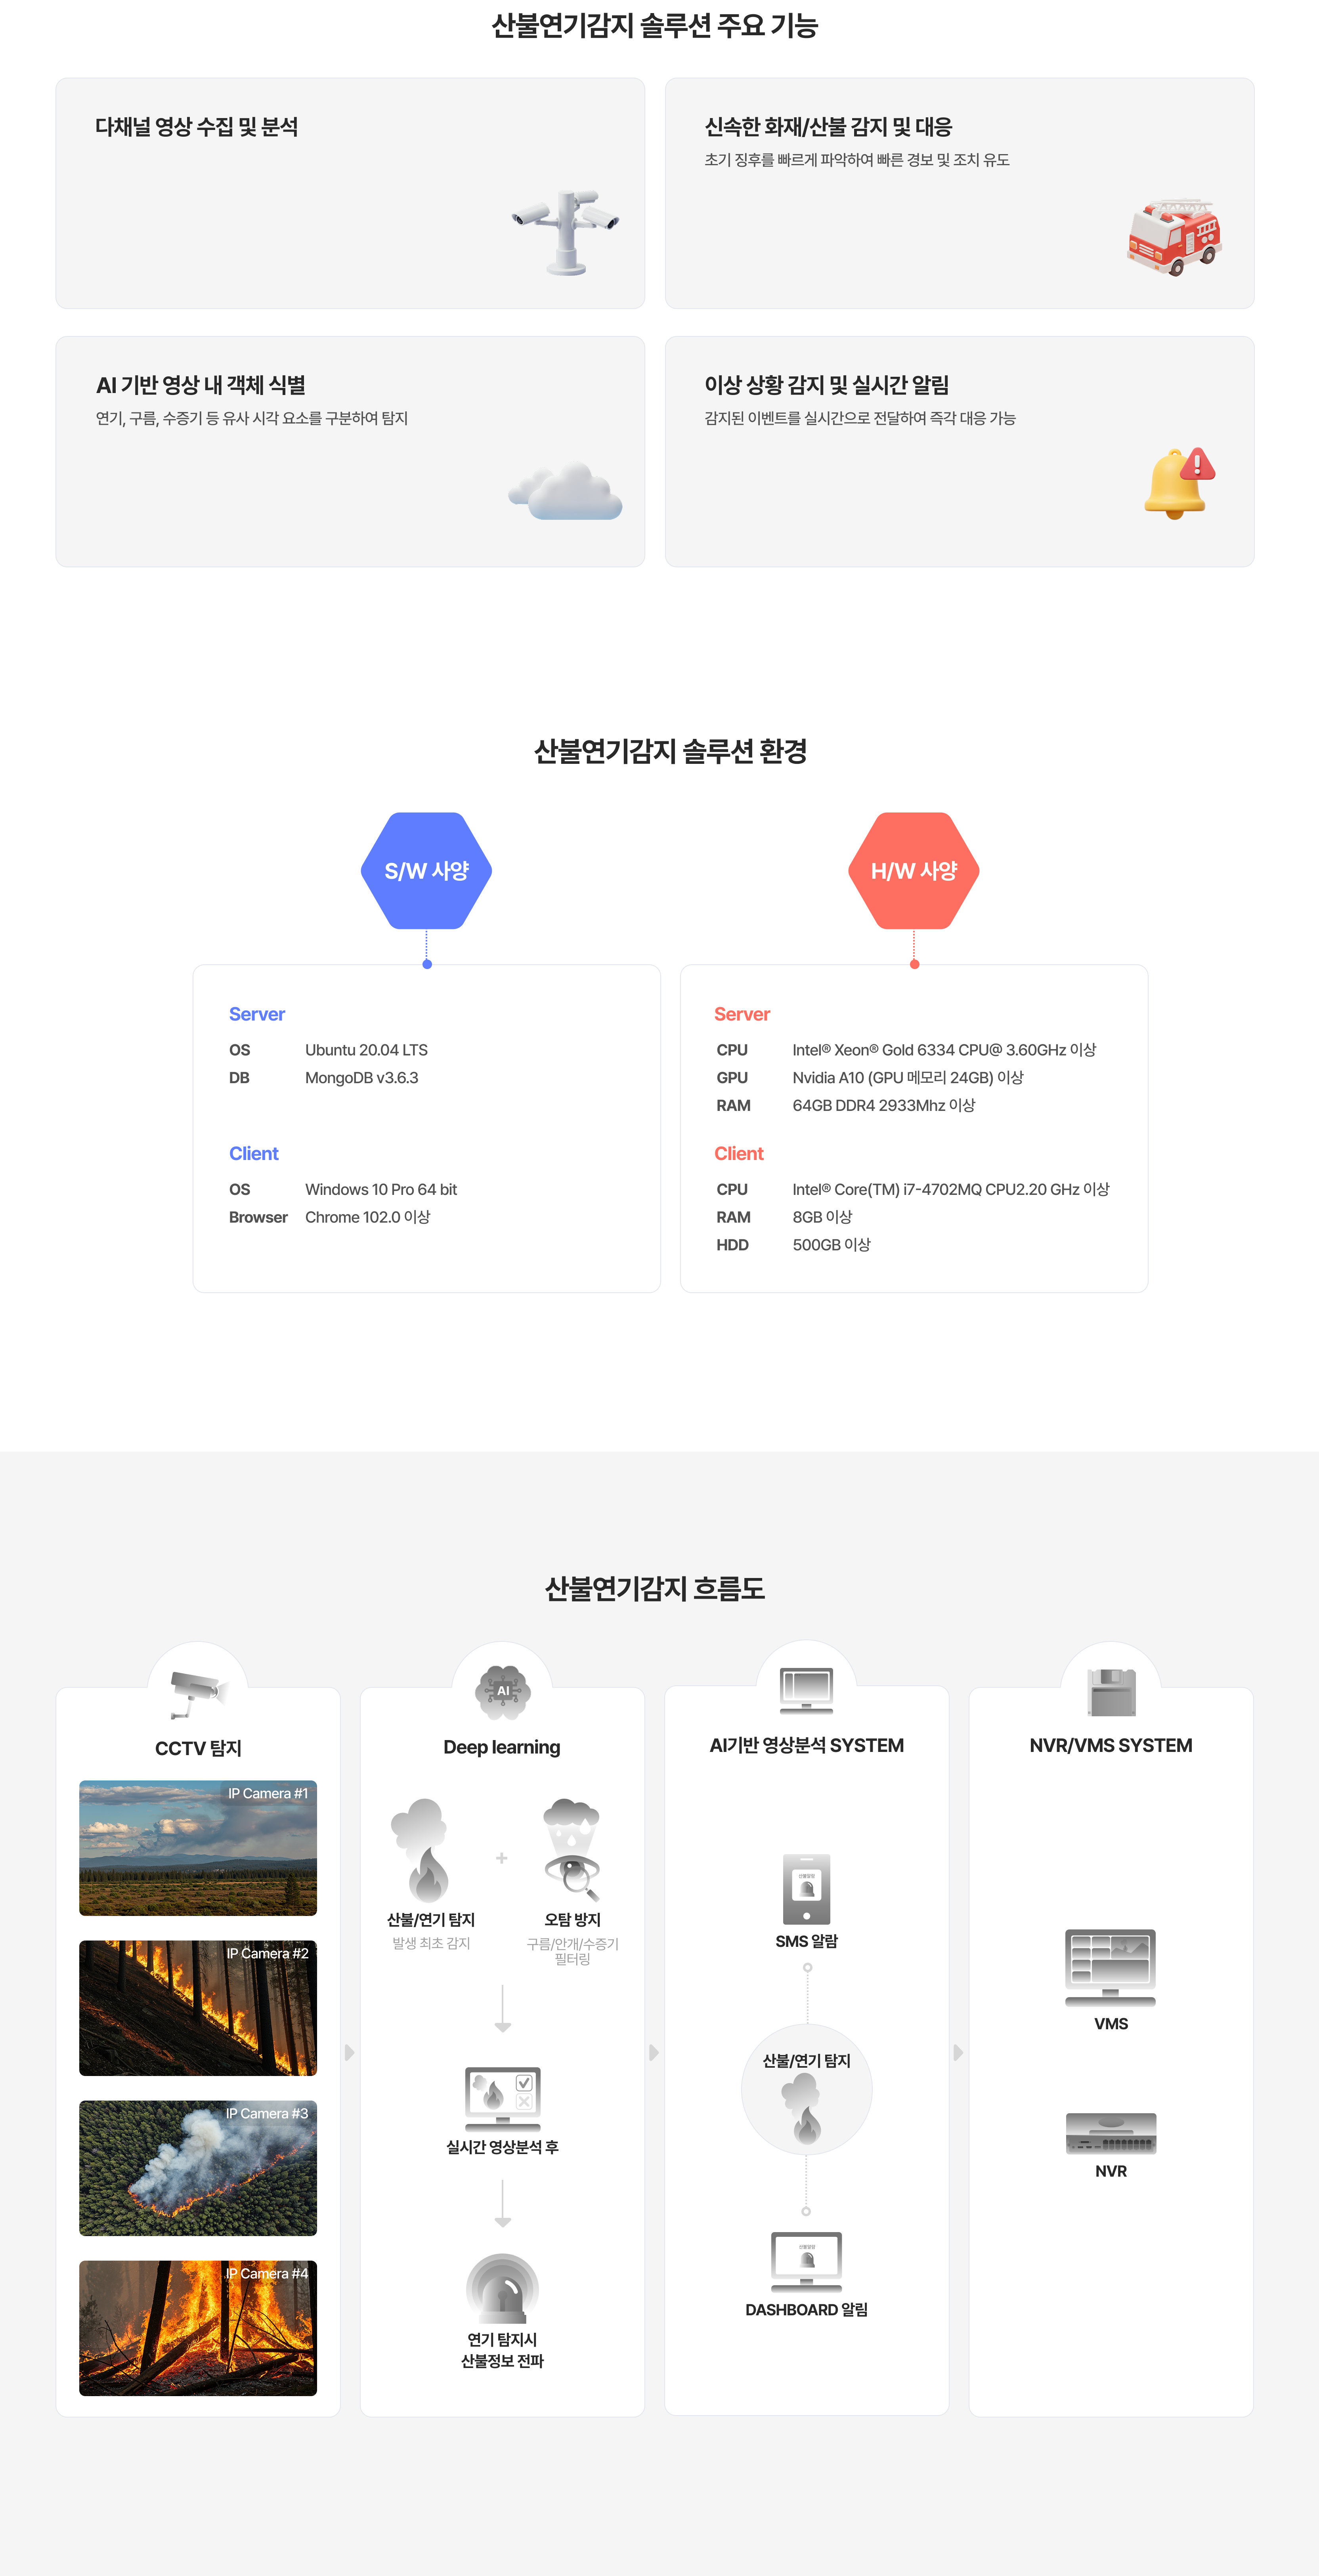 산불연기감지 솔루션 주요 기능
다채널 영상 수집 및 분석
신속한 화재/산불 감지 및 대응
초기 징후를 빠르게 파악하여 빠른 경보 및 조치 유도
AI 기반 영상 내 객체 식별
연기, 구름, 수증기 등 유사 시각 요소를 구분하여 탐지
이상 상황 감지 및 실시간 알림
감지된 이벤트를 실시간으로 전달하여 즉각 대응 가능
산불연기감지 솔루션 환경
S/W 사양
Server
OS Ubuntu 20.04 LTS
DB MongoDB v3.6.3
Client
OS Windows 10 Pro 64 bit
Browser Chrome 102.0 이상
H/W 사양
Server
CPU Intel® Xeon® Gold 6334 CPU@ 3.60GHz 이상
GPU Nvidia A10 (GPU 메모리 24GB) 이상
RAM 64GB DDR4 2933Mhz 이상
Client
CPU Intel® Core(TM) i7-4702MQ CPU2.20 GHz 이상
RAM 8GB 이상
HDD 500GB 이상
산불연기감지 흐름도
CCTV 탐지
IP Camera #1
IP Camera #2
IP Camera #3
IP Camera #4
AI
Deep learning
산불/연기 탐지
발생 최초 감지
+
오탐 방지
구름/안개/수증기
필터링
실시간 영상분석 후
연기 탐지시
산불정보 전파
AI기반 영상분석 SYSTEM
산불알림
SMS 알람
산불/연기 탐지
산불알림
DASHBOARD 알림
NVR/VMS SYSTEM
VMS
NVR